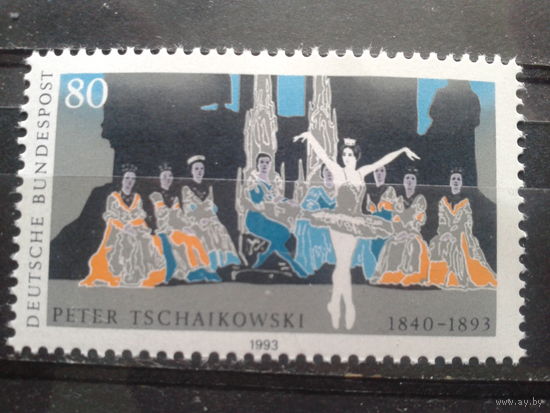 80
DEUTSCHE BUNDESPOST
PETER TSCHAIKOWSKI 1840-1893
1993
www.ay.by